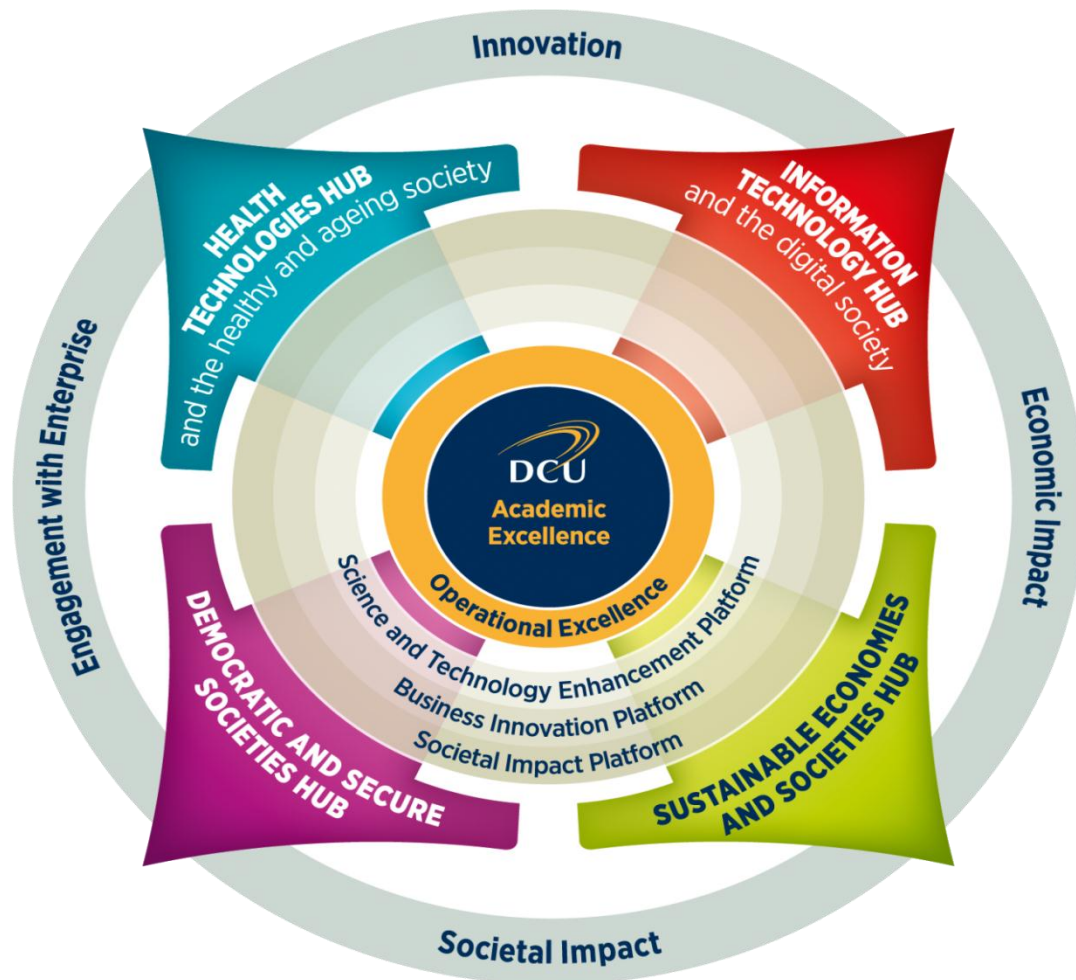 Innovation
HEALTH
TECHNOLOGIES HUB
and the healthy and ageing society
INFORMATION
TECHNOLOGY HUB
and the digital society
Engagement with Enterprise
Economic Impact
DCU
Academic
Excellence
Operational Excellence
Science and Technology Enhancement Platform
Business Innovation Platform
Societal Impact Platform
DEMOCRATIC AND SECURE
SOCIETIES HUB
SUSTAINABLE ECONOMIES
AND SOCIETIES HUB
Societal Impact